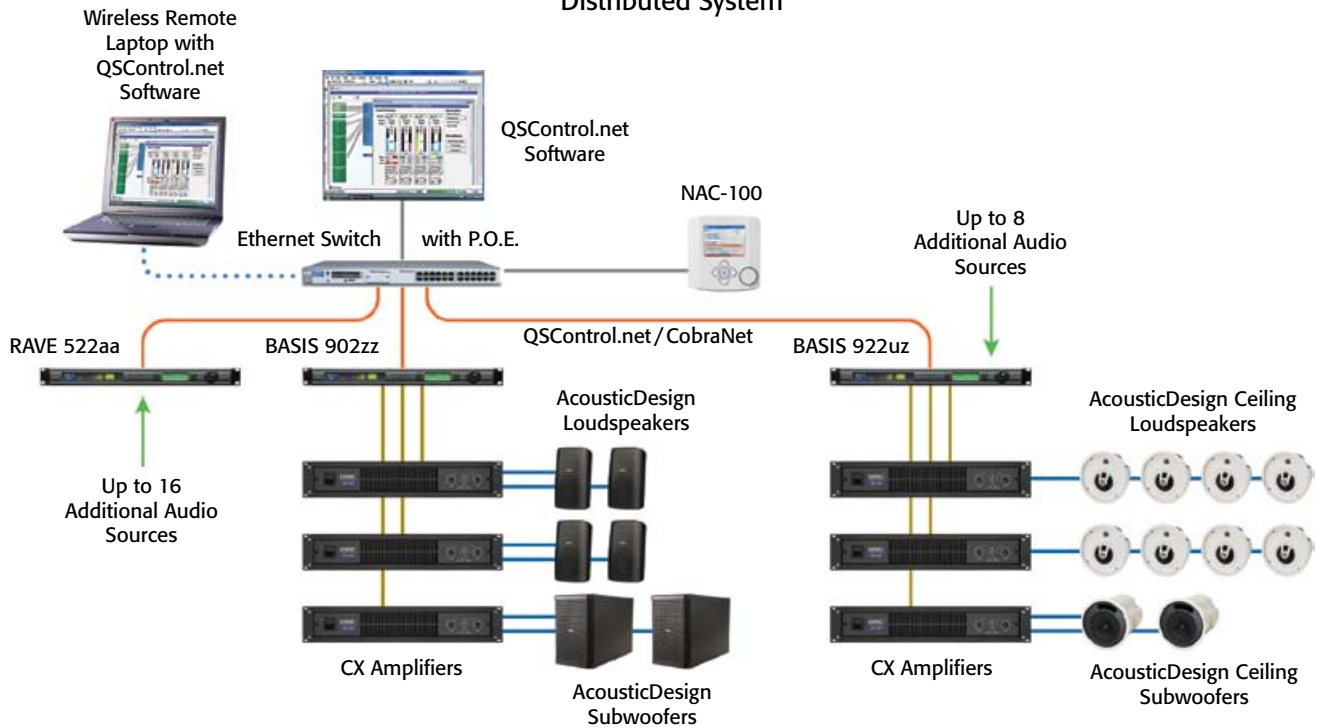 Distributed System
Wireless Remote
Laptop with
QSControl.net
Software
QSControl.net
Software
NAC-100
Up to 8
Additional Audio
Sources
Ethernet Switch with P.O.E.
QSControl.net / CobraNet
RAVE 522aa
BASIS 902zz
BASIS 922uz
AcousticDesign
Loudspeakers
AcousticDesign Ceiling
Loudspeakers
Up to 16
Additional Audio
Sources
CX Amplifiers
CX Amplifiers
AcousticDesign
Subwoofers
AcousticDesign Ceiling
Subwoofers